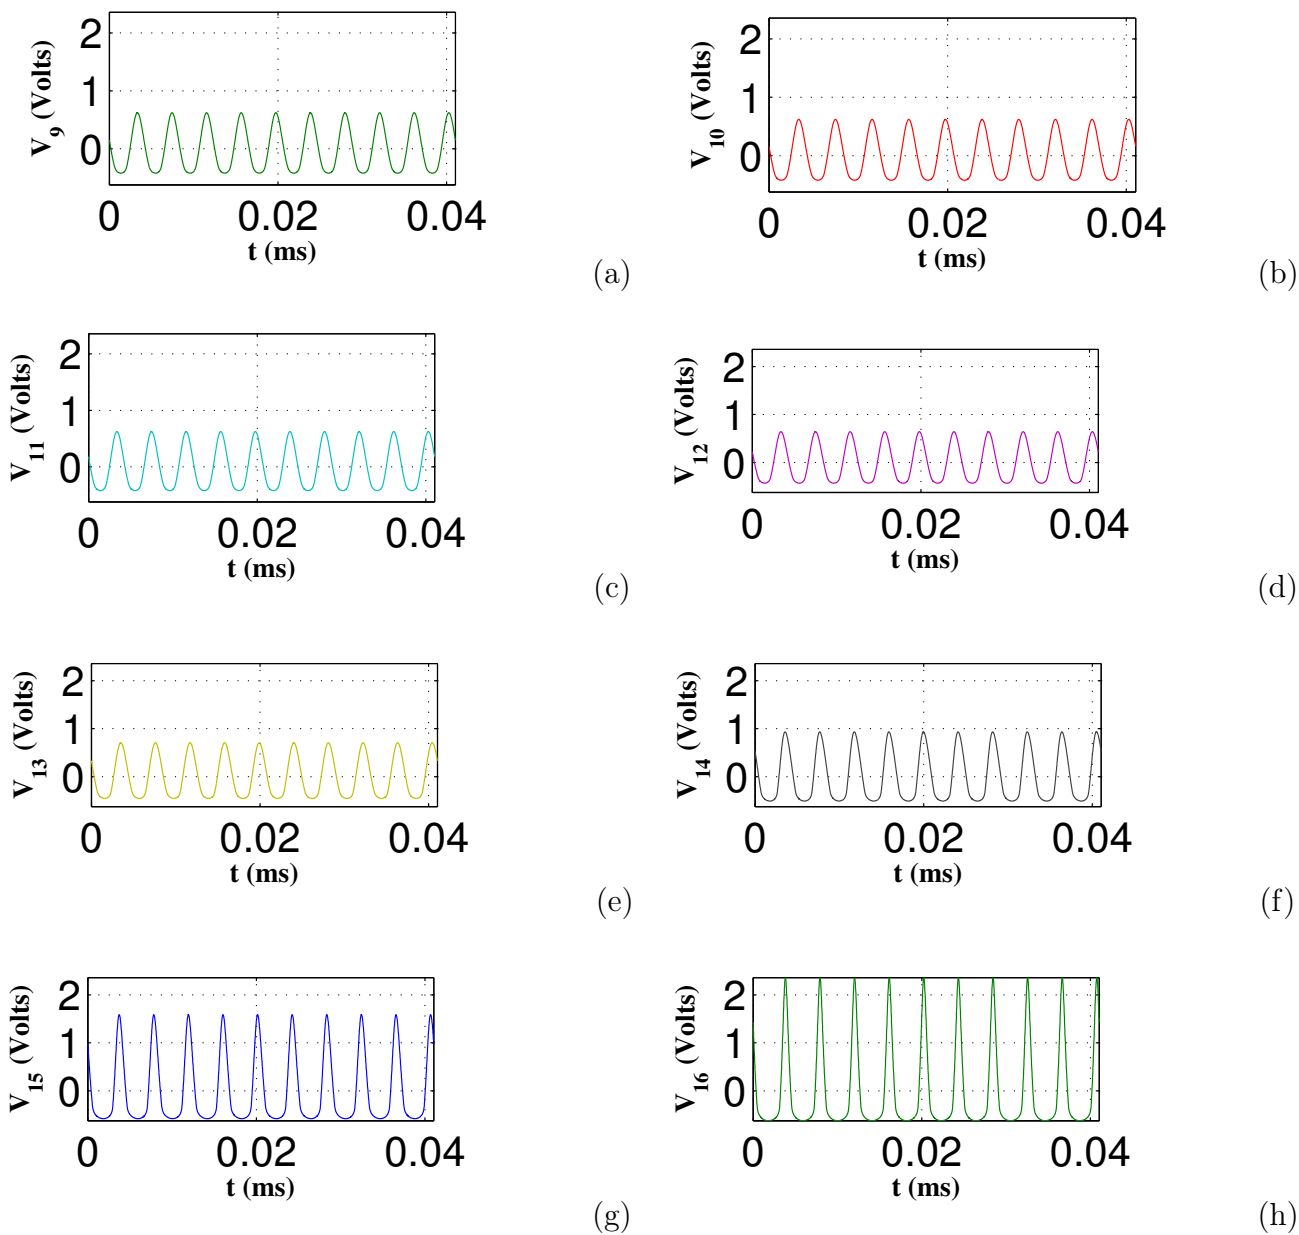 2
1
0
V9 (Volts)
0 0.02 0.04
t (ms)
(a)
2
1
0
V10 (Volts)
0 0.02 0.04
t (ms)
(b)
2
1
0
V11 (Volts)
0 0.02 0.04
t (ms)
(c)
2
1
0
V12 (Volts)
0 0.02 0.04
t (ms)
(d)
2
1
0
V13 (Volts)
0 0.02 0.04
t (ms)
(e)
2
1
0
V14 (Volts)
0 0.02 0.04
t (ms)
(f)
2
1
0
V15 (Volts)
0 0.02 0.04
t (ms)
(g)
2
1
0
V16 (Volts)
0 0.02 0.04
t (ms)
(h)